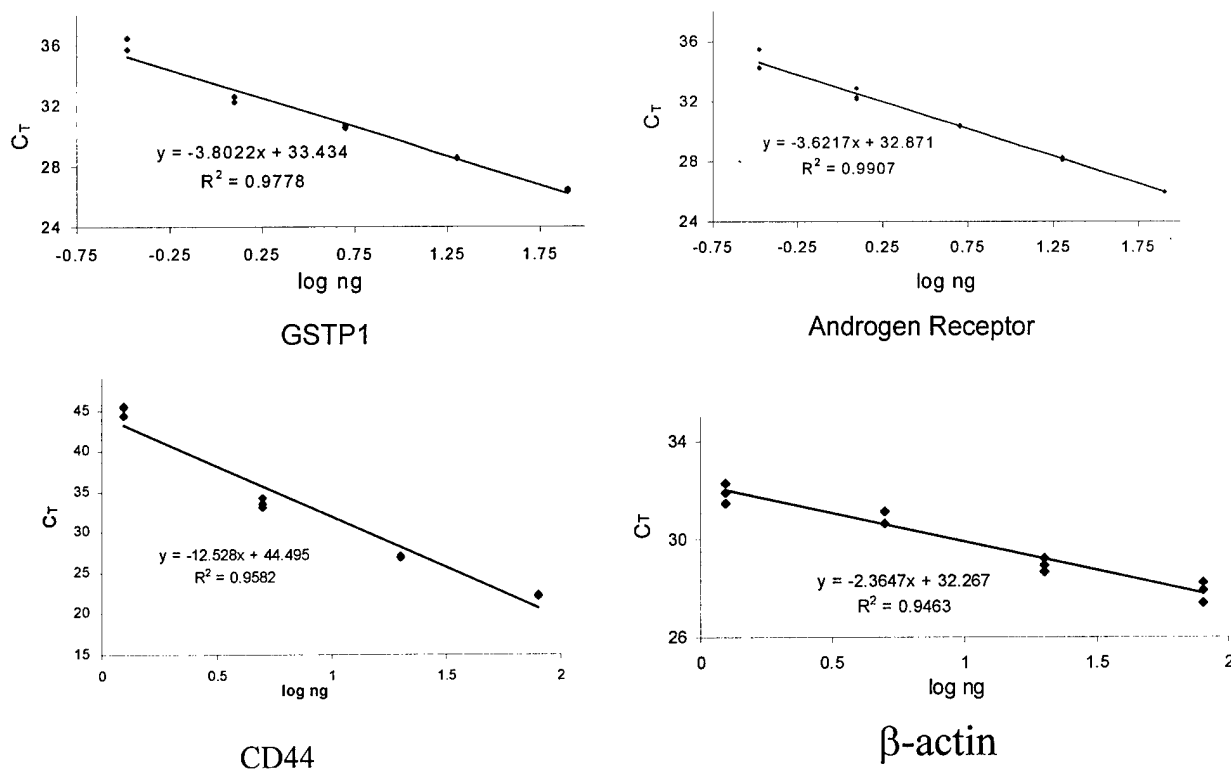 36
32
28
24
C_T
y = -3.8022x + 33.434
R² = 0.9778
-0.75 -0.25 0.25 0.75 1.25 1.75
log ng
GSTP1
36
32
28
24
C_T
y = -3.6217x + 32.871
R² = 0.9907
-0.75 -0.25 0.25 0.75 1.25 1.75
log ng
Androgen Receptor
45
40
35
30
25
20
15
C_T
y = -12.528x + 44.495
R² = 0.9582
0 0.5 1 1.5 2
log ng
CD44
34
30
26
C_T
y = -2.3647x + 32.267
R² = 0.9463
0 0.5 1 1.5 2
log ng
β-actin